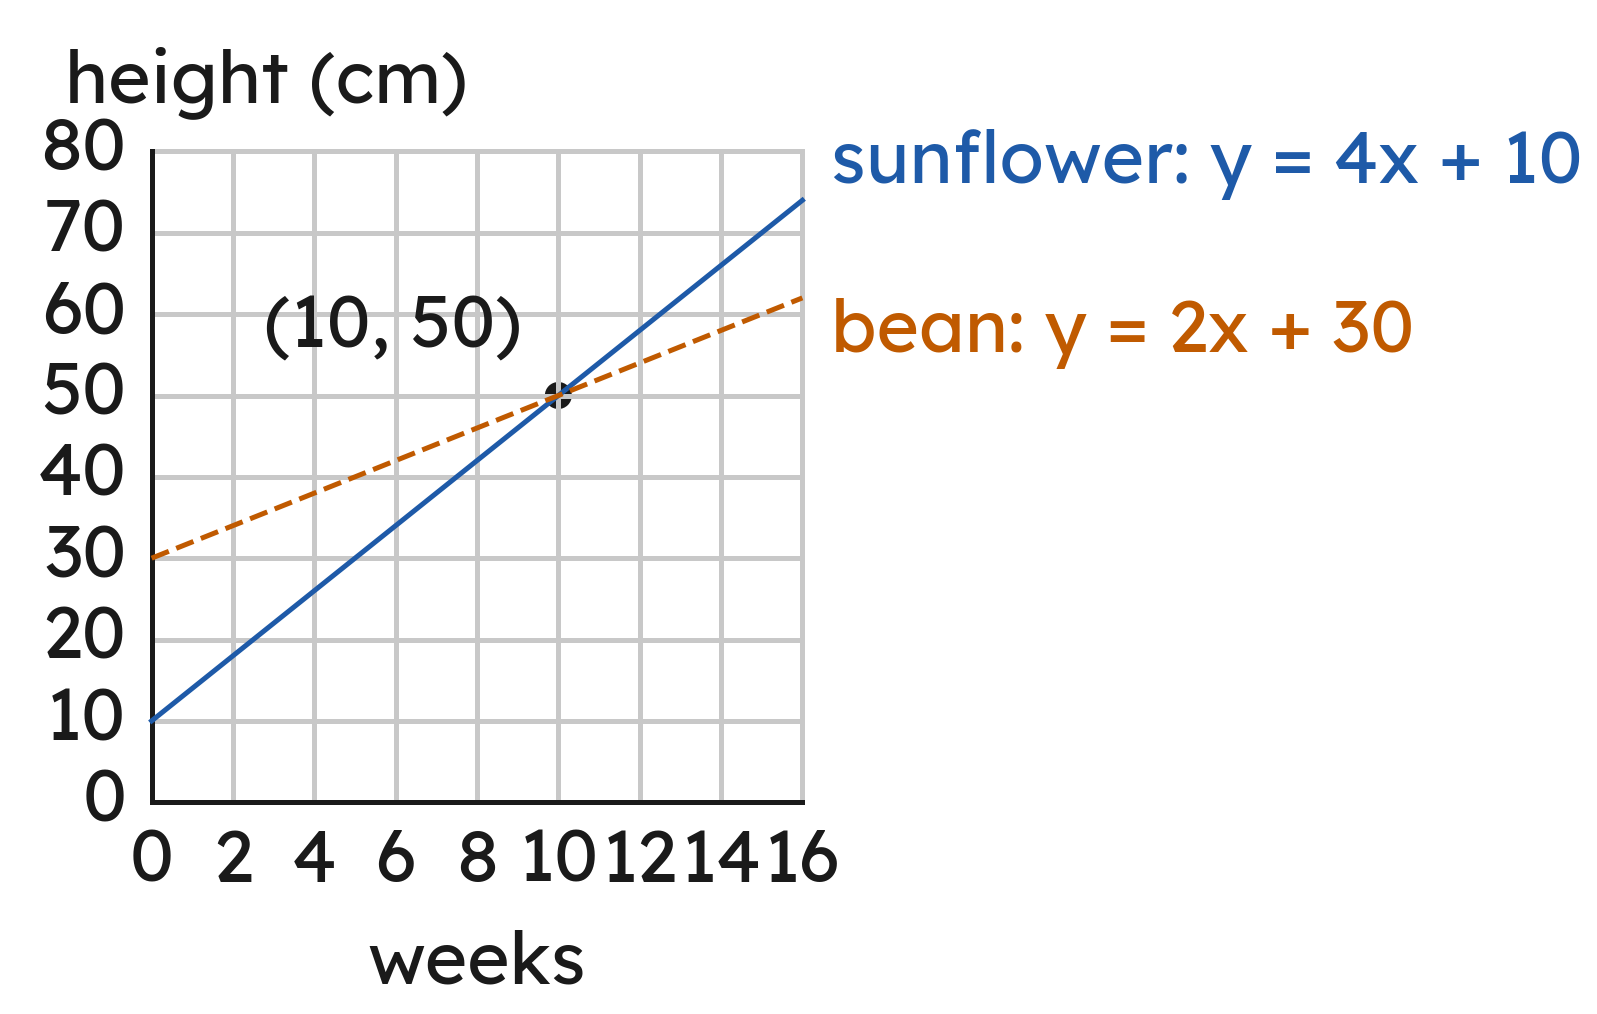 height (cm)
80
70
60
50
40
30
20
10
0
0 2 4 6 8 10 12 14 16
weeks
(10, 50)
sunflower: y = 4x + 10
bean: y = 2x + 30